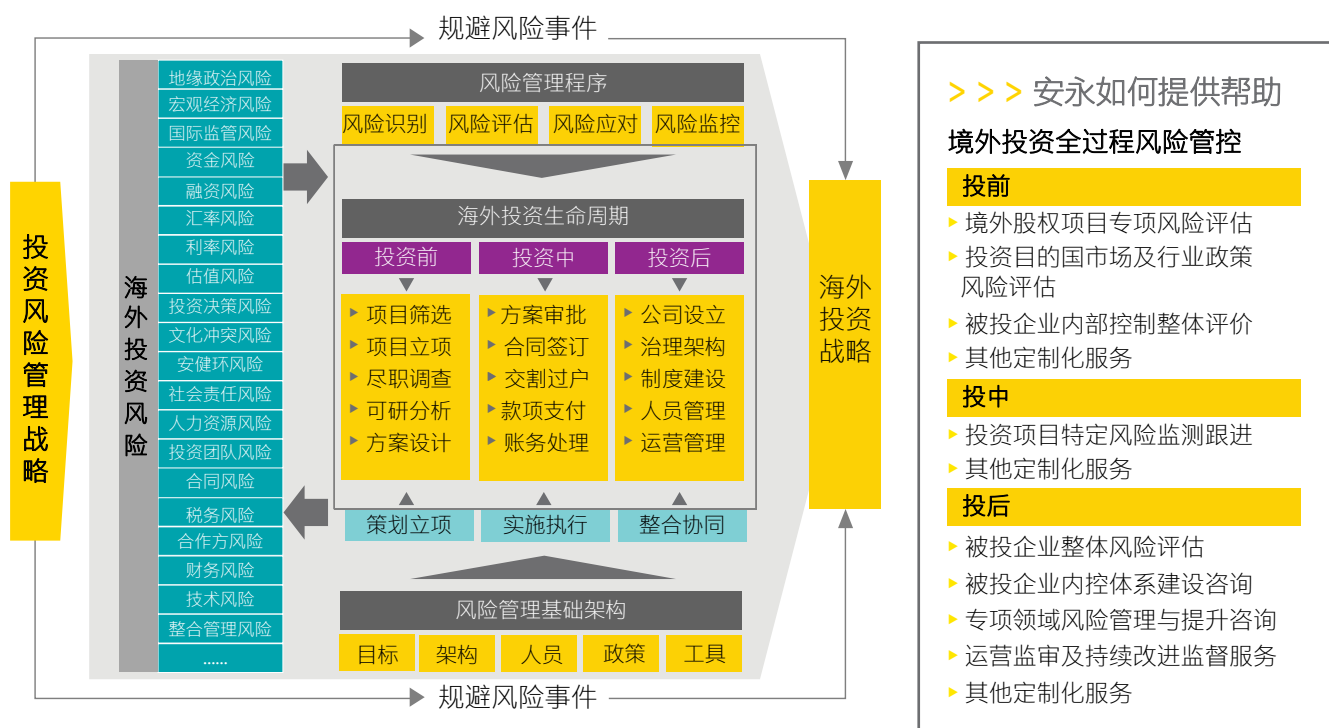 规避风险事件
投资风险管理战略
海外投资风险
地缘政治风险
宏观经济风险
国际监管风险
资金风险
融资风险
汇率风险
利率风险
估值风险
投资决策风险
文化冲突风险
安健环风险
社会责任风险
人力资源风险
投资团队风险
合同风险
税务风险
合作方风险
财务风险
技术风险
整合管理风险
......
风险管理程序
风险识别 风险评估 风险应对 风险监控
海外投资生命周期
投资前 投资中 投资后
项目筛选
项目立项
尽职调查
可研分析
方案设计
方案审批
合同签订
交割过户
款项支付
账务处理
公司设立
治理架构
制度建设
人员管理
运营管理
策划立项 实施执行 整合协同
风险管理基础架构
目标 架构 人员 政策 工具
海外
投资
战略
规避风险事件
> > > 安永如何提供帮助
境外投资全过程风险管控
投前
境外股权项目专项风险评估
投资目的国市场及行业政策
风险评估
被投企业内部控制整体评价
其他定制化服务
投中
投资项目特定风险监测跟进
其他定制化服务
投后
被投企业整体风险评估
被投企业内控体系建设咨询
专项领域风险管理与提升咨询
运营监审及持续改进监督服务
其他定制化服务